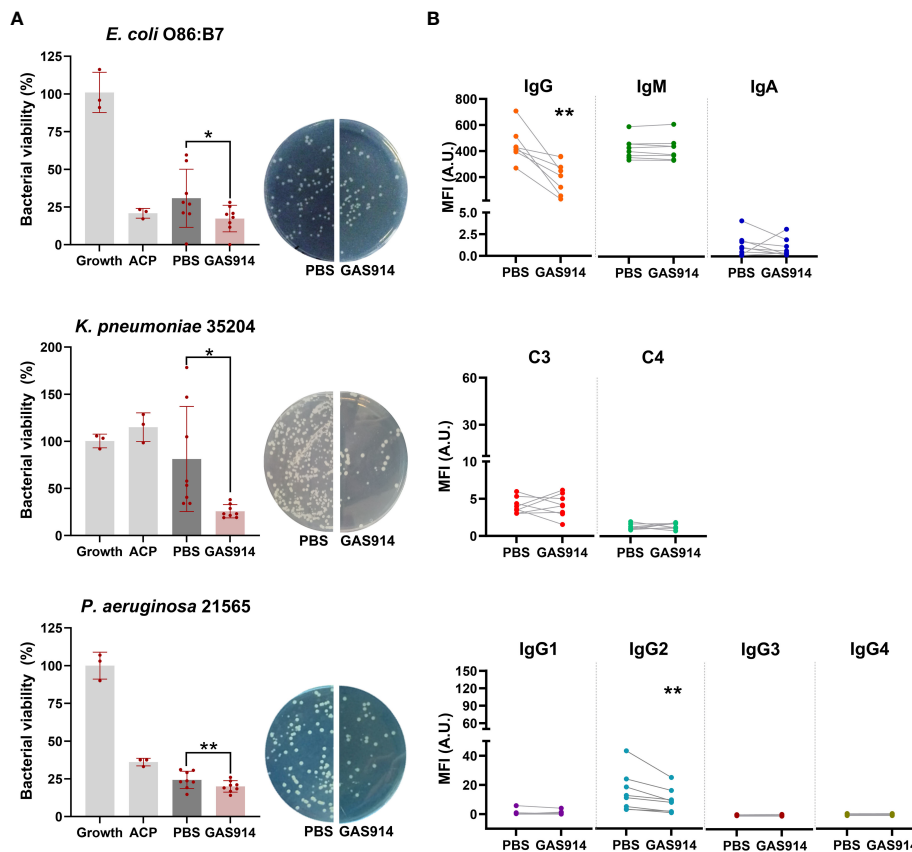 A
E. coli O86:B7
Bacterial viability (%)
125
100
75
50
25
0
*
Growth ACP PBS GAS914
PBS GAS914
K. pneumoniae 35204
Bacterial viability (%)
200
150
100
50
0
*
Growth ACP PBS GAS914
PBS GAS914
P. aeruginosa 21565
Bacterial viability (%)
125
100
75
50
25
0
**
Growth ACP PBS GAS914
PBS GAS914
B
IgG IgM IgA
MFI (A.U.)
800
600
400
200
5.0
2.5
0.0
**
PBS GAS914 PBS GAS914 PBS GAS914
C3 C4
MFI (A.U.)
60
30
10
5
0
PBS GAS914 PBS GAS914
IgG1 IgG2 IgG3 IgG4
MFI (A.U.)
150
120
90
60
40
20
0
**
PBS GAS914 PBS GAS914 PBS GAS914 PBS GAS914